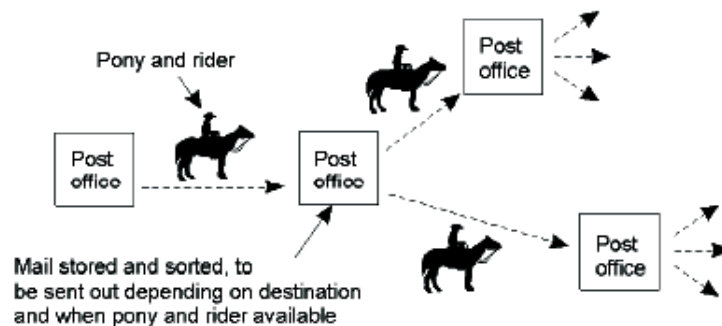 Pony and rider
Post
office
Post
office
Post
office
Post
office
Mail stored and sorted, to
be sent out depending on destination
and when pony and rider available